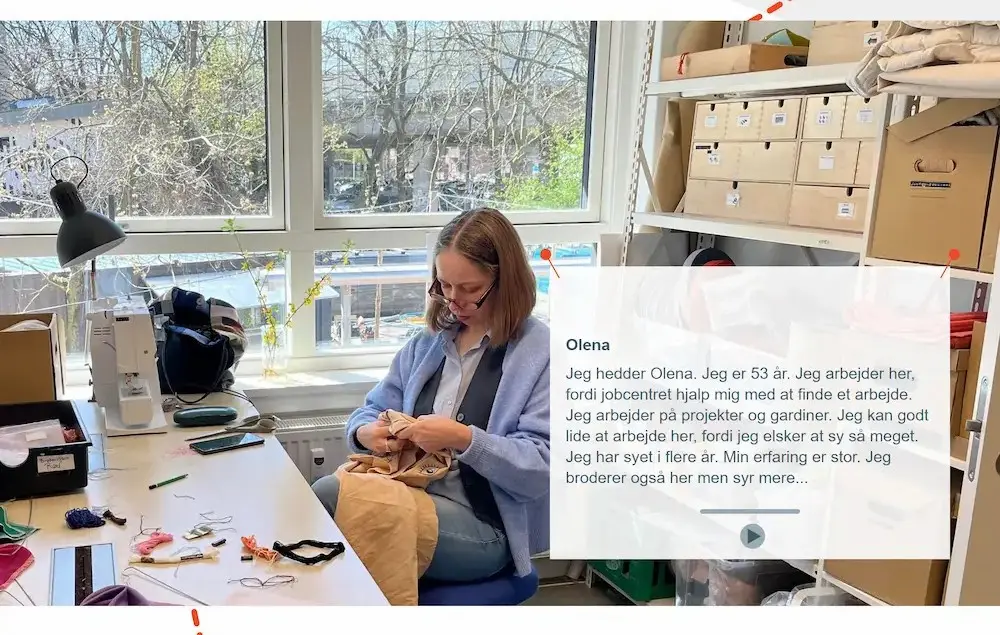 Olena
Jeg hedder Olena. Jeg er 53 år. Jeg arbejder her,
fordi jobcentret hjalp mig med at finde et arbejde.
Jeg arbejder på projekter og gardiner. Jeg kan godt
lide at arbejde her, fordi jeg elsker at sy så meget.
Jeg har syet i flere år. Min erfaring er stor. Jeg
broderer også her men syr mere...